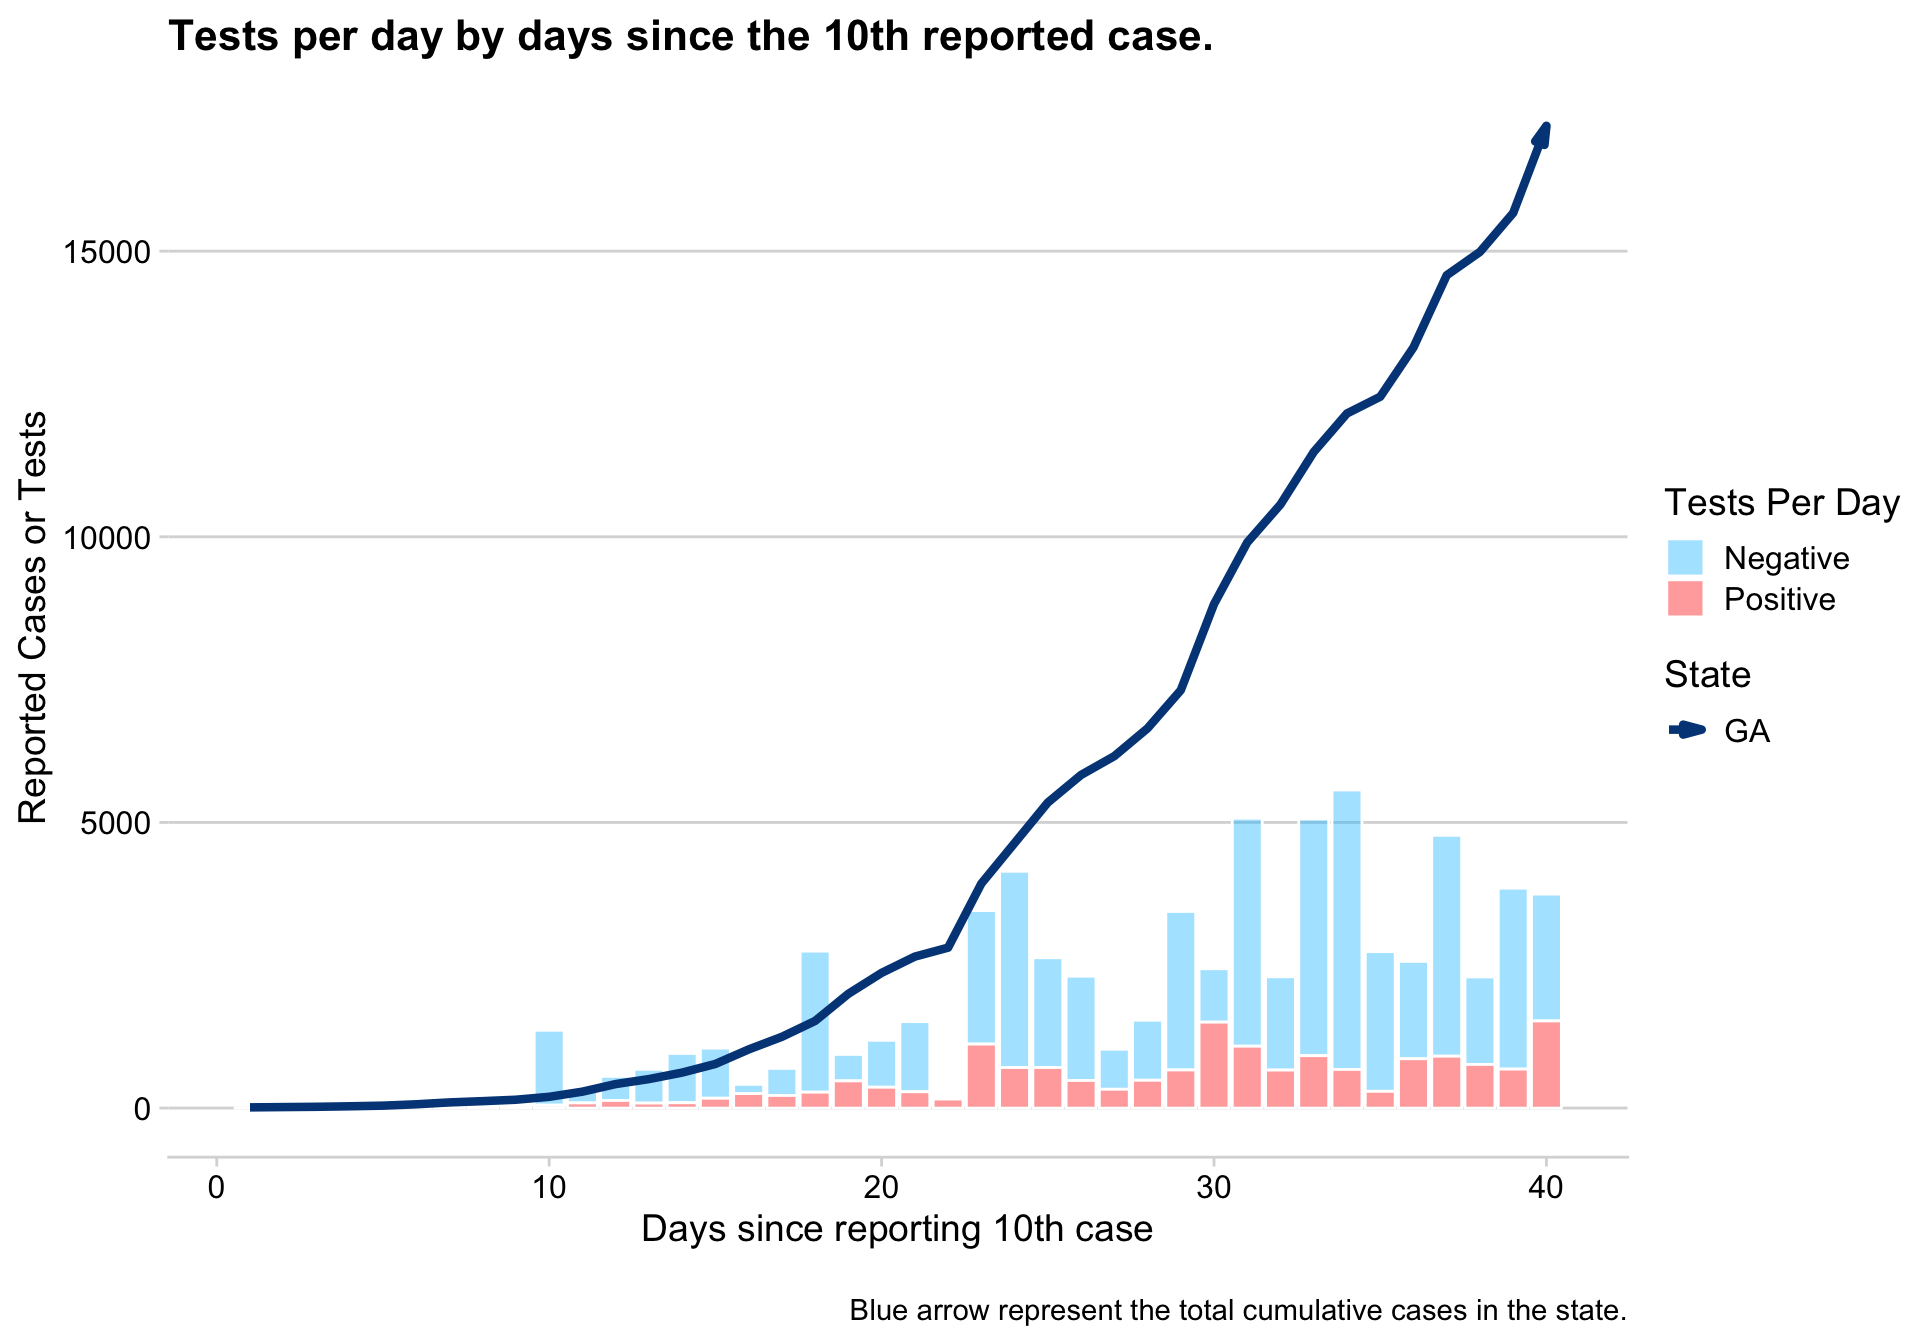 Tests per day by days since the 10th reported case.
Reported Cases or Tests
15000
10000
5000
0
0 10 20 30 40
Days since reporting 10th case
Tests Per Day
Negative
Positive
State
GA
Blue arrow represent the total cumulative cases in the state.